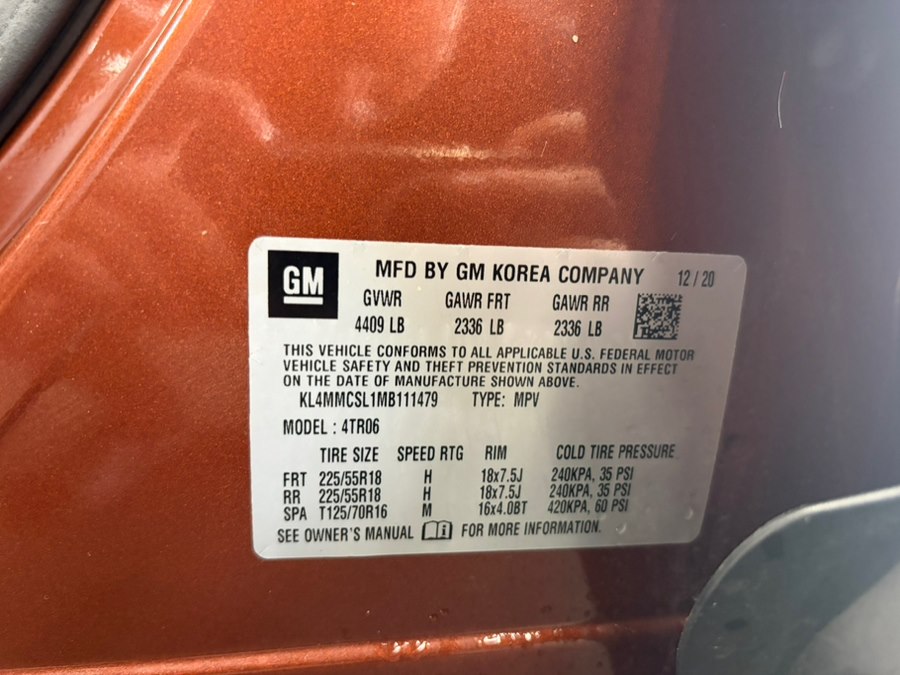 GM MFD BY GM KOREA COMPANY 12 / 20
GVWR GAWR FRT GAWR RR
4409 LB 2336 LB 2336 LB
THIS VEHICLE CONFORMS TO ALL APPLICABLE U.S. FEDERAL MOTOR
VEHICLE SAFETY AND THEFT PREVENTION STANDARDS IN EFFECT
ON THE DATE OF MANUFACTURE SHOWN ABOVE.
KL4MMCSL1MB111479 TYPE: MPV
MODEL : 4TR06
TIRE SIZE SPEED RTG RIM COLD TIRE PRESSURE
FRT 225/55R18 H 18x7.5J 240KPA, 35 PSI
RR 225/55R18 H 18x7.5J 240KPA, 35 PSI
SPA T125/70R16 M 16x4.0BT 420KPA, 60 PSI
SEE OWNER'S MANUAL FOR MORE INFORMATION.